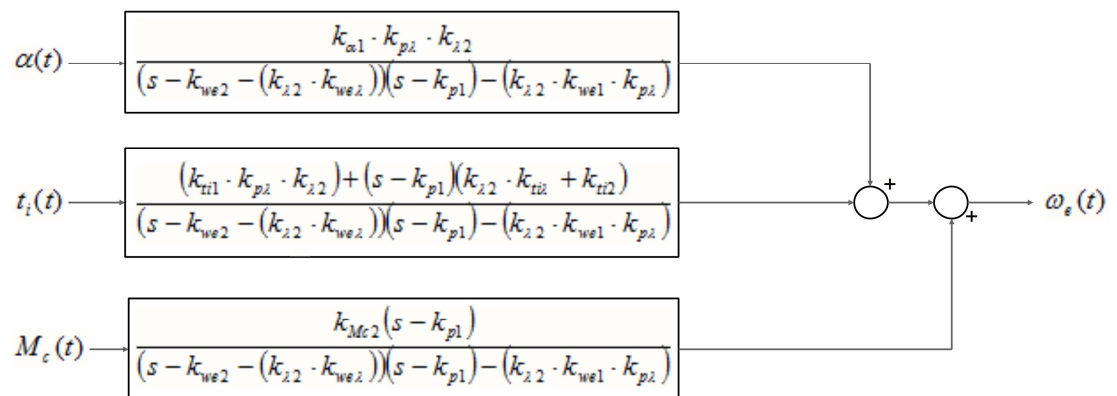 α(t)
k_{α1} · k_{pλ} · k_{λ2}
(s − k_{we2} − (k_{λ2} · k_{weλ}))(s − k_{p1}) − (k_{λ2} · k_{we1} · k_{pλ})
t_i(t)
(k_{ti1} · k_{pλ} · k_{λ2}) + (s − k_{p1})(k_{λ2} · k_{tiλ} + k_{ti2})
(s − k_{we2} − (k_{λ2} · k_{weλ}))(s − k_{p1}) − (k_{λ2} · k_{we1} · k_{pλ})
+
+
ω_e(t)
M_c(t)
k_{Mc2}(s − k_{p1})
(s − k_{we2} − (k_{λ2} · k_{weλ}))(s − k_{p1}) − (k_{λ2} · k_{we1} · k_{pλ})